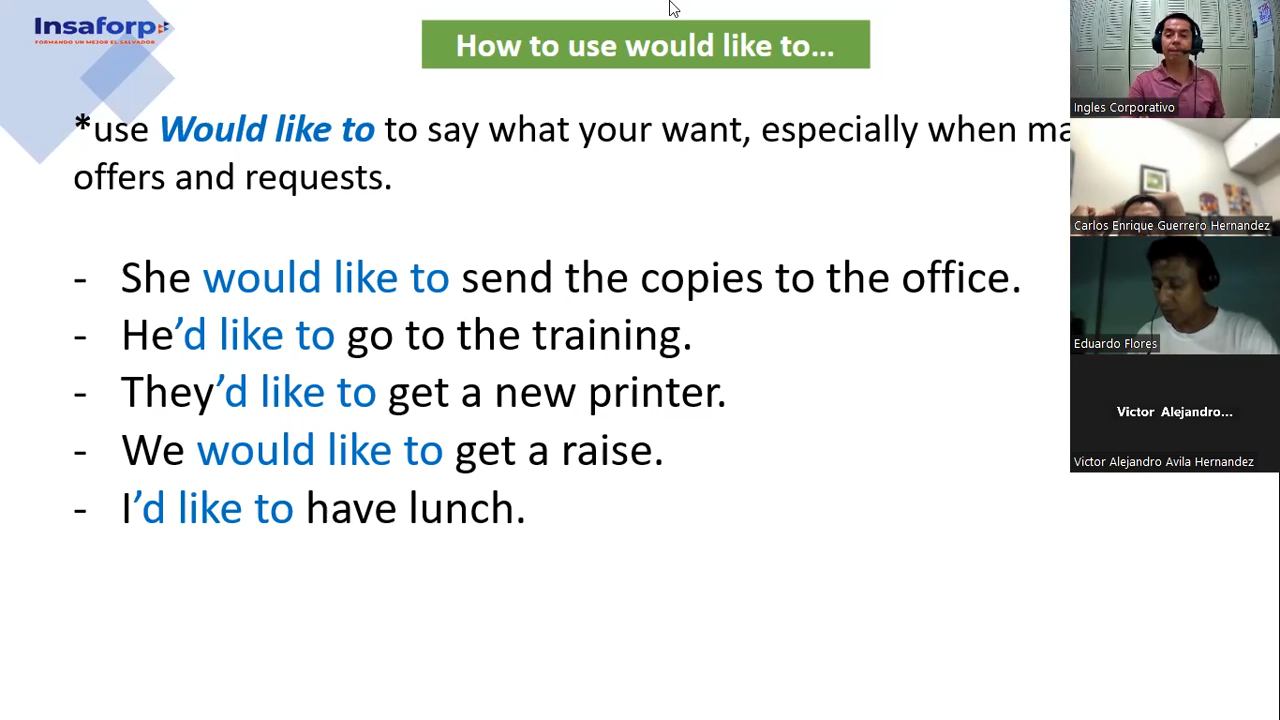 Insaforp
FORMANDO UN MEJOR EL SALVADOR
How to use would like to...
*use Would like to to say what your want, especially when ma
offers and requests.
- She would like to send the copies to the office.
- He’d like to go to the training.
- They’d like to get a new printer.
- We would like to get a raise.
- I’d like to have lunch.
Ingles Corporativo
Carlos Enrique Guerrero Hernandez
Eduardo Flores
Victor Alejandro...
Victor Alejandro Avila Hernandez